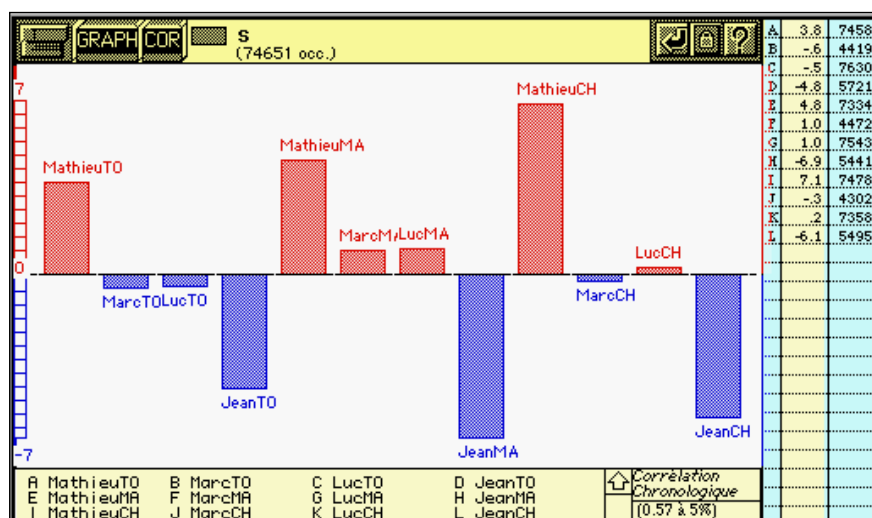 GRAPH COR S
(74651 occ.)
7
0
-7
MathieuTO
MarcTO
LucTO
JeanTO
MathieuMA
MarcMA
LucMA
JeanMA
MathieuCH
MarcCH
LucCH
JeanCH
A 3.8 7458
B -.6 4419
C -.5 7630
D -4.8 5721
E 4.8 7334
F 1.0 4472
G 1.0 7543
H -6.9 5441
I 7.1 7478
J -.3 4302
K .2 7358
L -6.1 5495
A MathieuTO B MarcTO C LucTO D JeanTO
E MathieuMA F MarcMA G LucMA H JeanMA
I MathieuCH J MarcCH K LucCH L JeanCH
Corrélation
Chronologique
(0.57 à 5%)